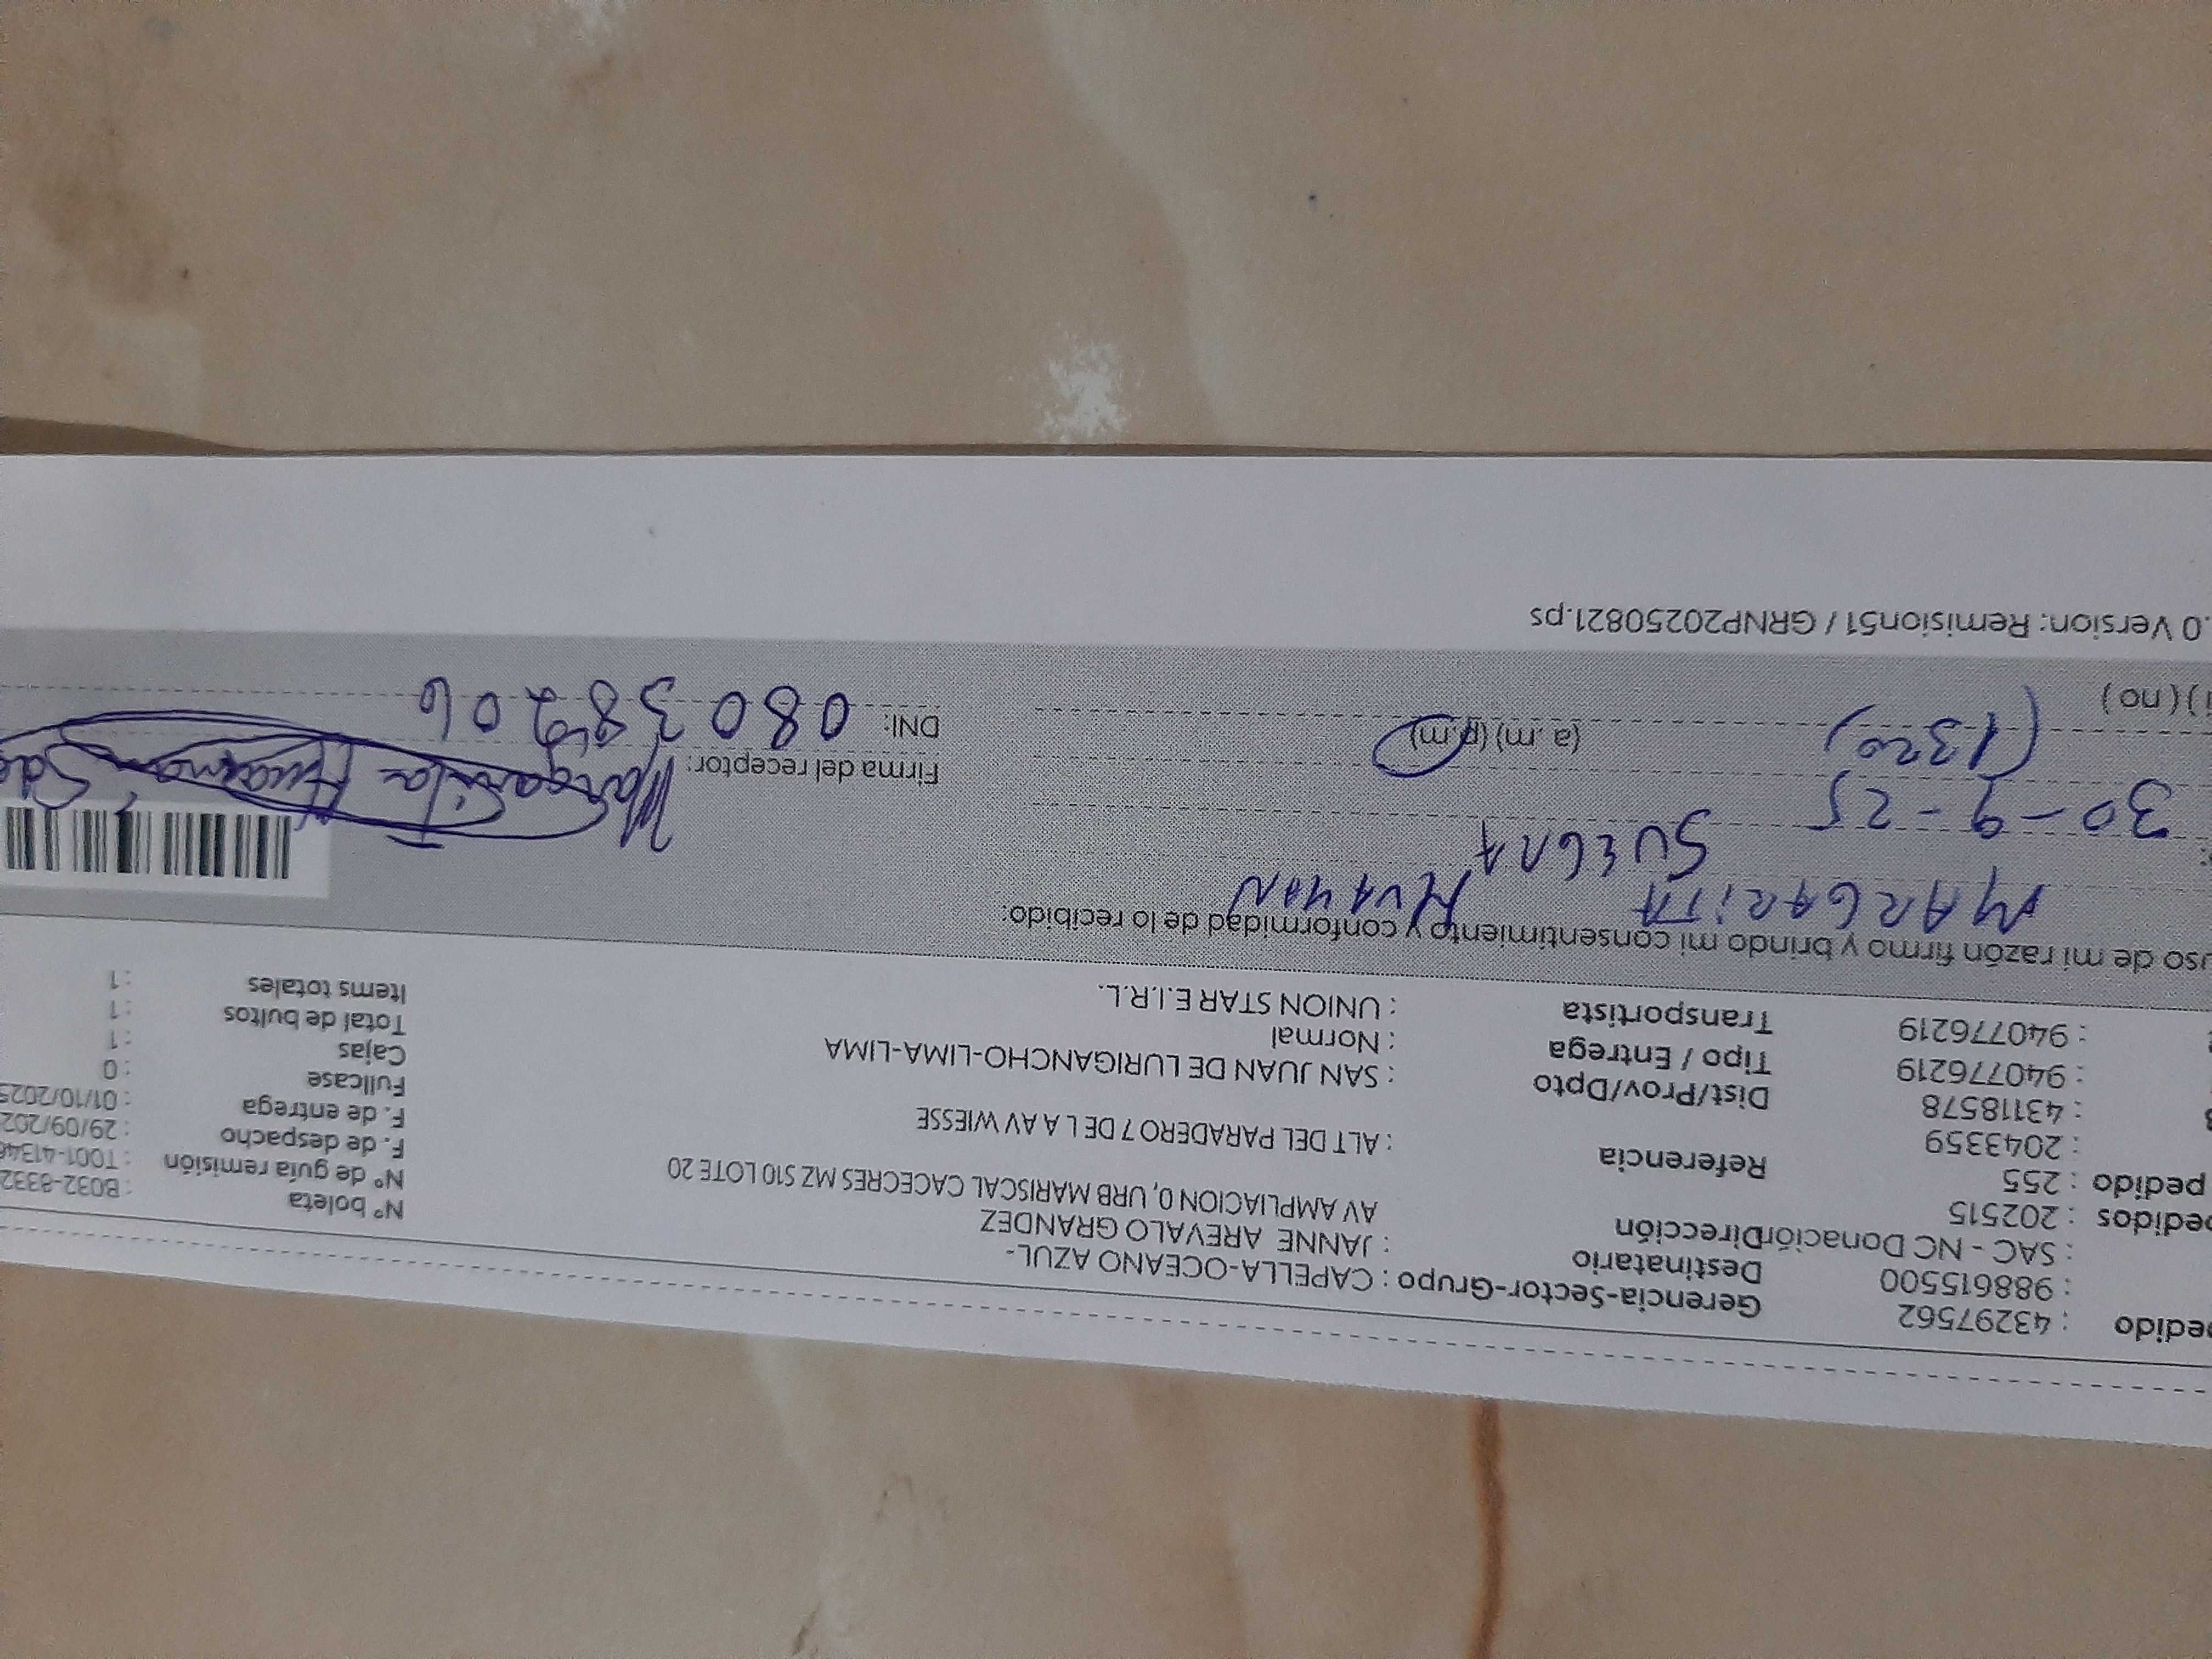 pedido : 43297562
: 988615500
: SAC - NC Donación
pedidos : 202515
pedido : 255
: 2043359
: 43118578
: 940776219
: 940776219
Gerencia-Sector-Grupo : CAPELLA-OCEANO AZUL-
Destinatario : JANNE AREVALO GRANDEZ
Dirección AV AMPLIACION 0, URB MARISCAL CACECRES MZ S10 LOTE 20
Referencia : ALT DEL PARADERO 7 DE L A AV WIESSE
Dist/Prov/Dpto : SAN JUAN DE LURIGANCHO-LIMA-LIMA
Tipo / Entrega : Normal
Transportista : UNION STAR E.I.R.L.
N° boleta : B032-8332
N° de guía remisión : T001-41346
F. de despacho : 29/09/202
F. de entrega : 01/10/2025
Fullcase : 0
Cajas : 1
Total de bultos : 1
Items totales : 1
uso de mi razón firmo y brindo mi consentimiento y conformidad de lo recibido:
MARGARITA HUAMAN
SUEGRA
30-9-25
(1320) (a. m) (p.m)
i ) ( no )
Firma del receptor: Margarita Huaman
DNI: 08038206
.0 Version: Remision51 / GRNP20250821.ps